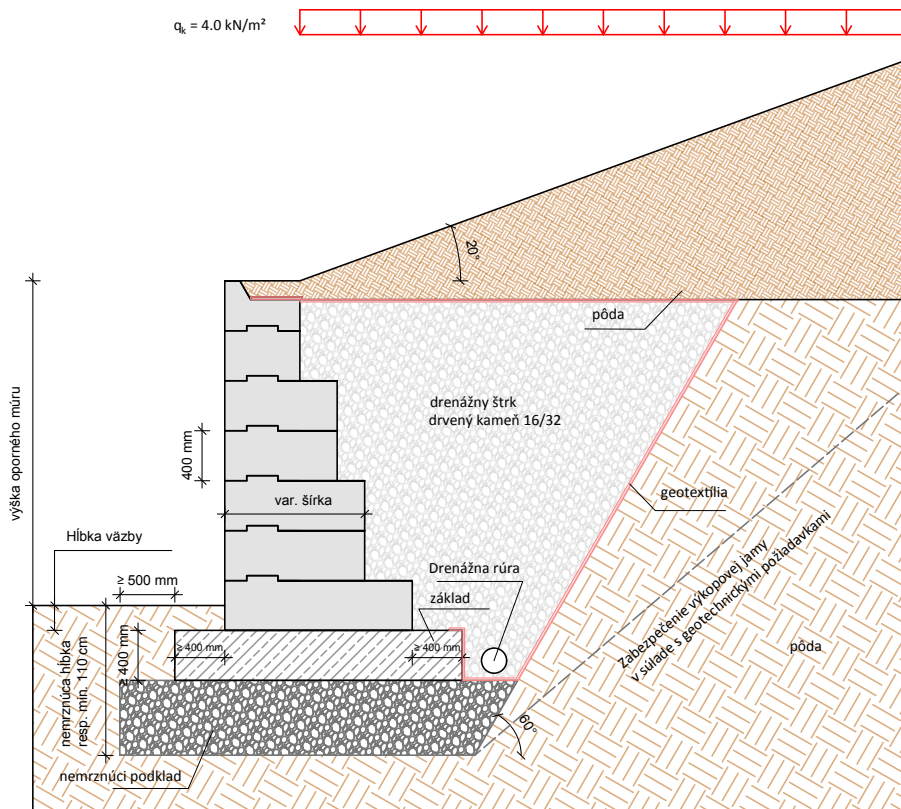 qk = 4.0 kN/m²
20°
pôda
drenážny štrk
drvený kameň 16/32
400 mm
výška oporného múru
var. šírka
geotextília
Hĺbka väzby
Drenážna rúra
≥ 500 mm
základ
Zabezpečenie výkopovej jamy
v súlade s geotechnickými požiadavkami
pôda
≥ 400 mm
≥ 400 mm
400 mm
nemrznúca hĺbka
resp. min. 110 cm
60°
nemrznúci podklad